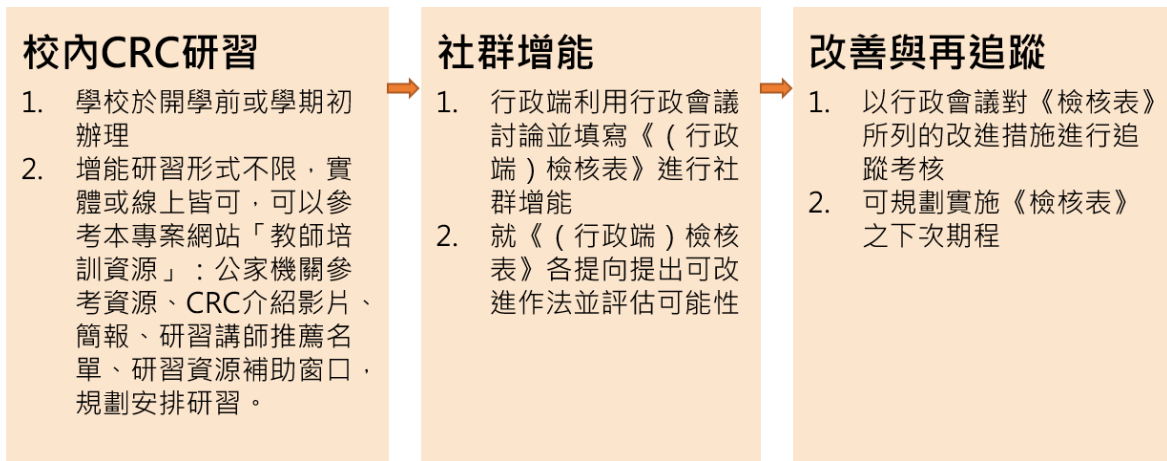 校內CRC研習
1. 學校於開學前或學期初
辦理
2. 增能研習形式不限，實
體或線上皆可，可以參
考本專案網站「教師培
訓資源」：公家機關參
考資源、CRC介紹影片、
簡報、研習講師推薦名
單、研習資源補助窗口，
規劃安排研習。
社群增能
1. 行政端利用行政會議
討論並填寫《（行政
端）檢核表》進行社
群增能
2. 就《（行政端）檢核
表》各提向提出可改
進作法並評估可能性
改善與再追蹤
1. 以行政會議對《檢核表》
所列的改進措施進行追
蹤考核
2. 可規劃實施《檢核表》
之下次期程